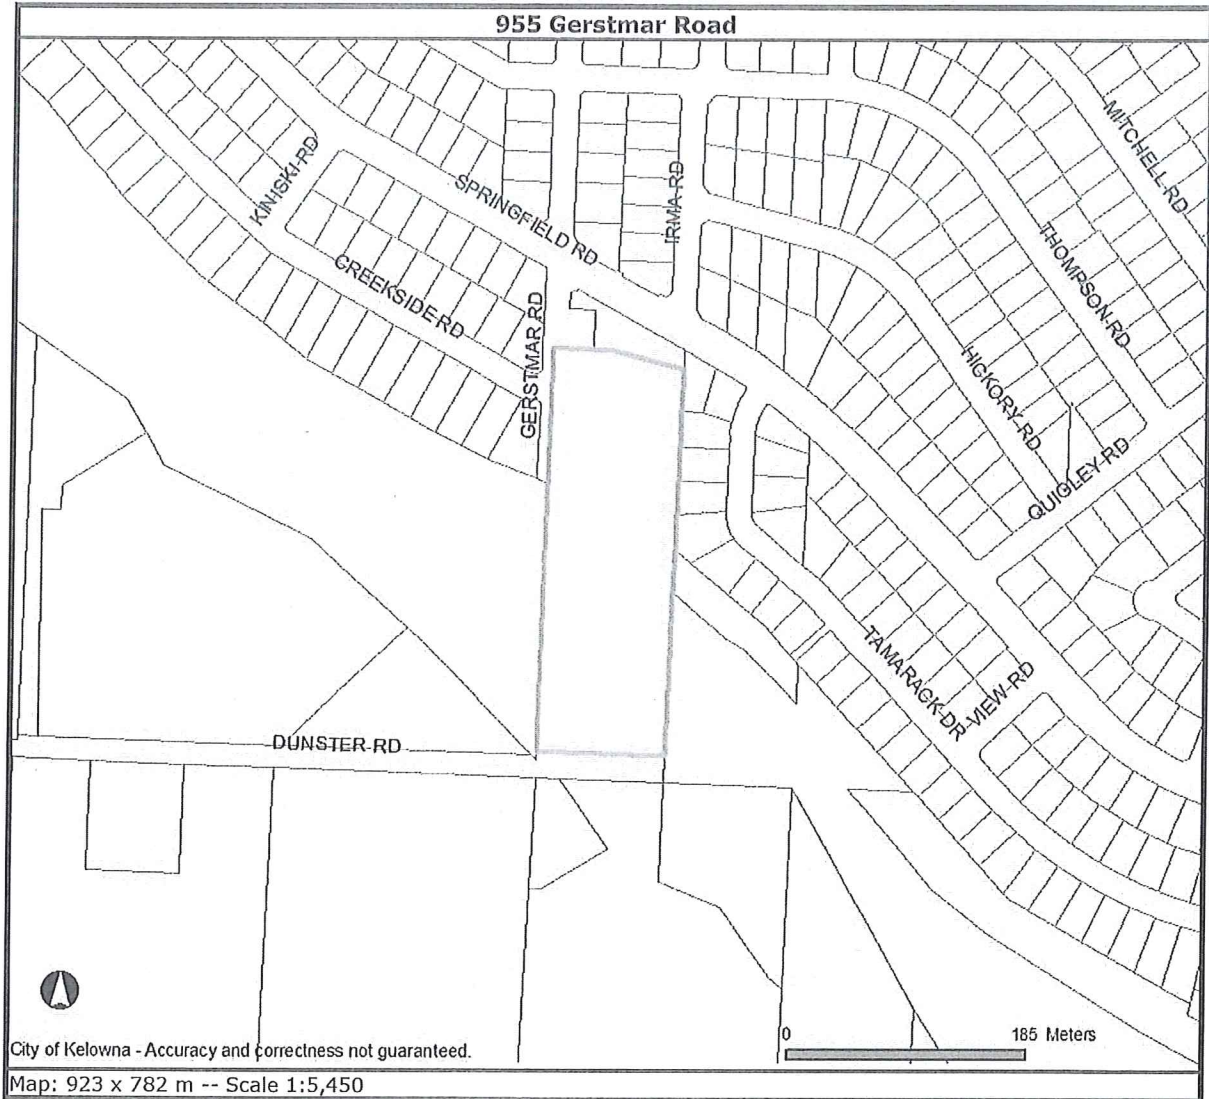 955 Gerstmar Road
MITCHELL RD
KINISKI RD
SPRINGFIELD RD
IRMA RD
THOMPSON RD
CREEKSIDE RD
GERSTMAR RD
HICKORY RD
QUIGLEY RD
TAMARACK DR
VIEW RD
DUNSTER RD
0 185 Meters
City of Kelowna - Accuracy and correctness not guaranteed.
Map: 923 x 782 m -- Scale 1:5,450